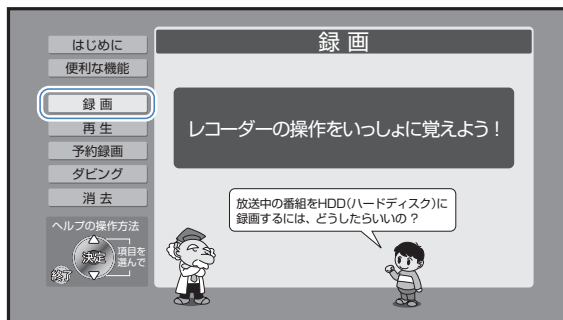 はじめに
便利な機能
録画
再生
予約録画
ダビング
消去
ヘルプの操作方法
決定
項目を
選んで
終了
録画
レコーダーの操作をいっしょに覚えよう!
放送中の番組をHDD(ハードディスク)に
録画するには、どうしたらいいの?